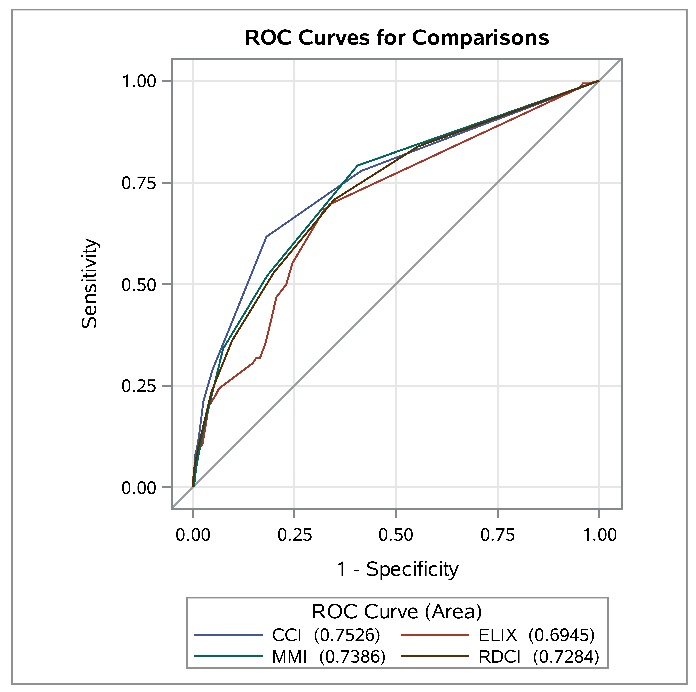 ROC Curves for Comparisons
1.00
0.75
0.50
0.25
0.00
Sensitivity
0.00 0.25 0.50 0.75 1.00
1 - Specificity
ROC Curve (Area)
CCI (0.7526) ELIX (0.6945)
MMI (0.7386) RDCI (0.7284)